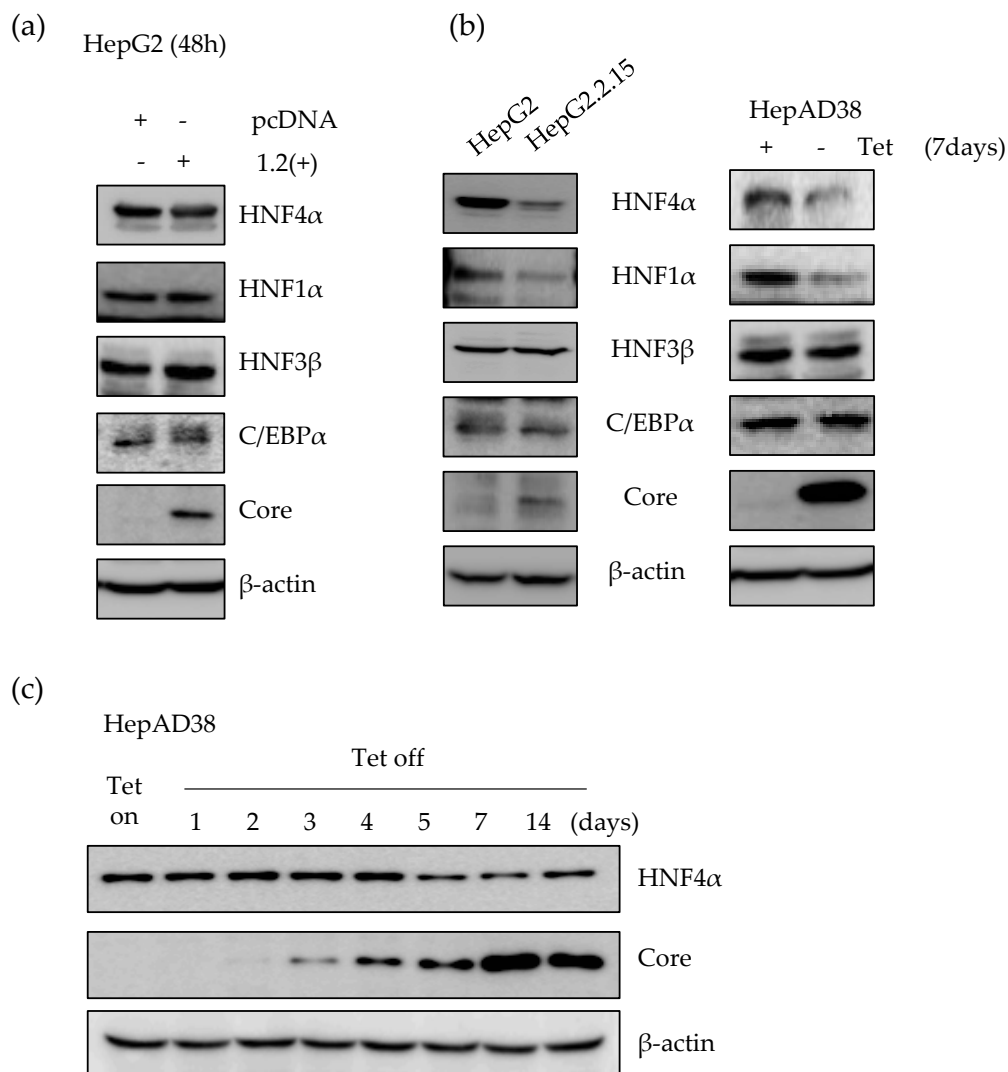 (a)
HepG2 (48h)
+ - pcDNA
- + 1.2(+)
HNF4α
HNF1α
HNF3β
C/EBPα
Core
β-actin
(b)
HepG2 HepG2.2.15
HepAD38
+ - Tet (7days)
HNF4α
HNF1α
HNF3β
C/EBPα
Core
β-actin
(c)
HepAD38
Tet off
Tet
on
1 2 3 4 5 7 14 (days)
HNF4α
Core
β-actin